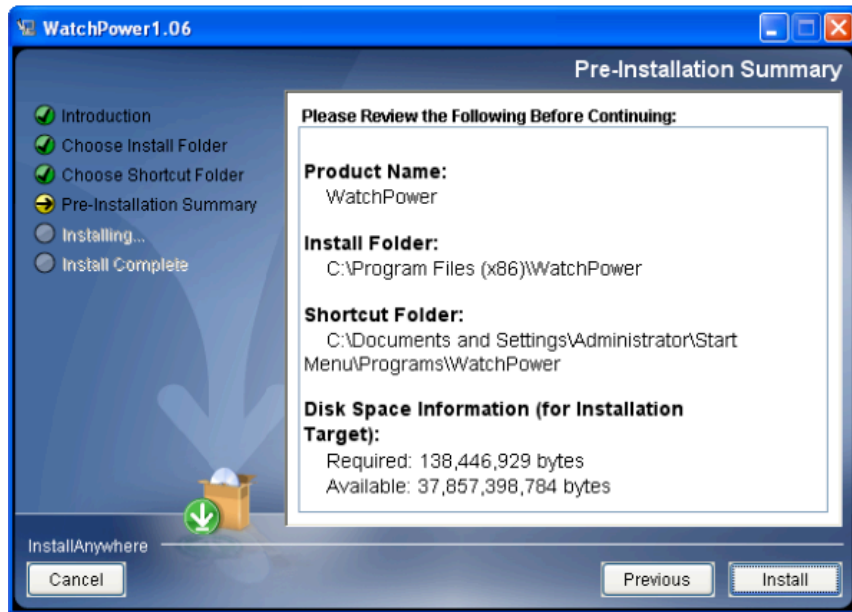 WatchPower1.06
Pre-Installation Summary
Introduction
Choose Install Folder
Choose Shortcut Folder
Pre-Installation Summary
Installing...
Install Complete
Please Review the Following Before Continuing:
Product Name:
WatchPower
Install Folder:
C:\Program Files (x86)\WatchPower
Shortcut Folder:
C:\Documents and Settings\Administrator\Start
Menu\Programs\WatchPower
Disk Space Information (for Installation
Target):
Required: 138,446,929 bytes
Available: 37,857,398,784 bytes
InstallAnywhere
Cancel
Previous
Install